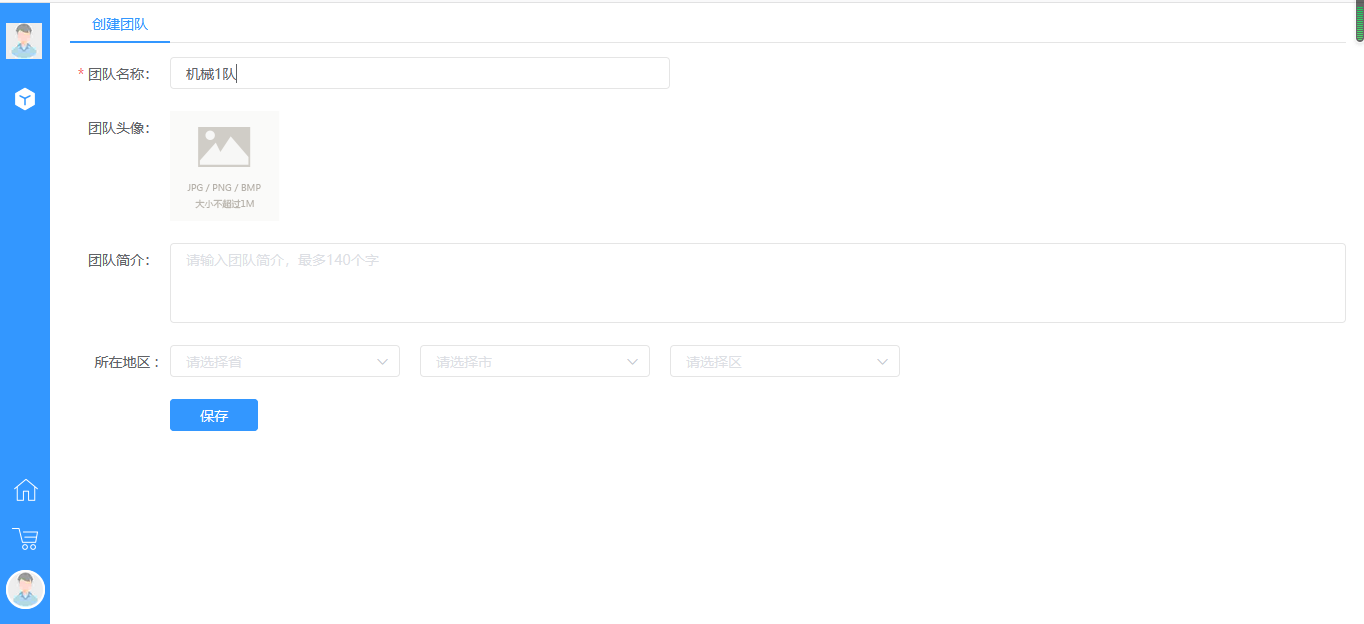 创建团队
* 团队名称： 机械1队
团队头像：
JPG / PNG / BMP
大小不超过1M
团队简介： 请输入团队简介，最多140个字
所在地区： 请选择省 请选择市 请选择区
保存